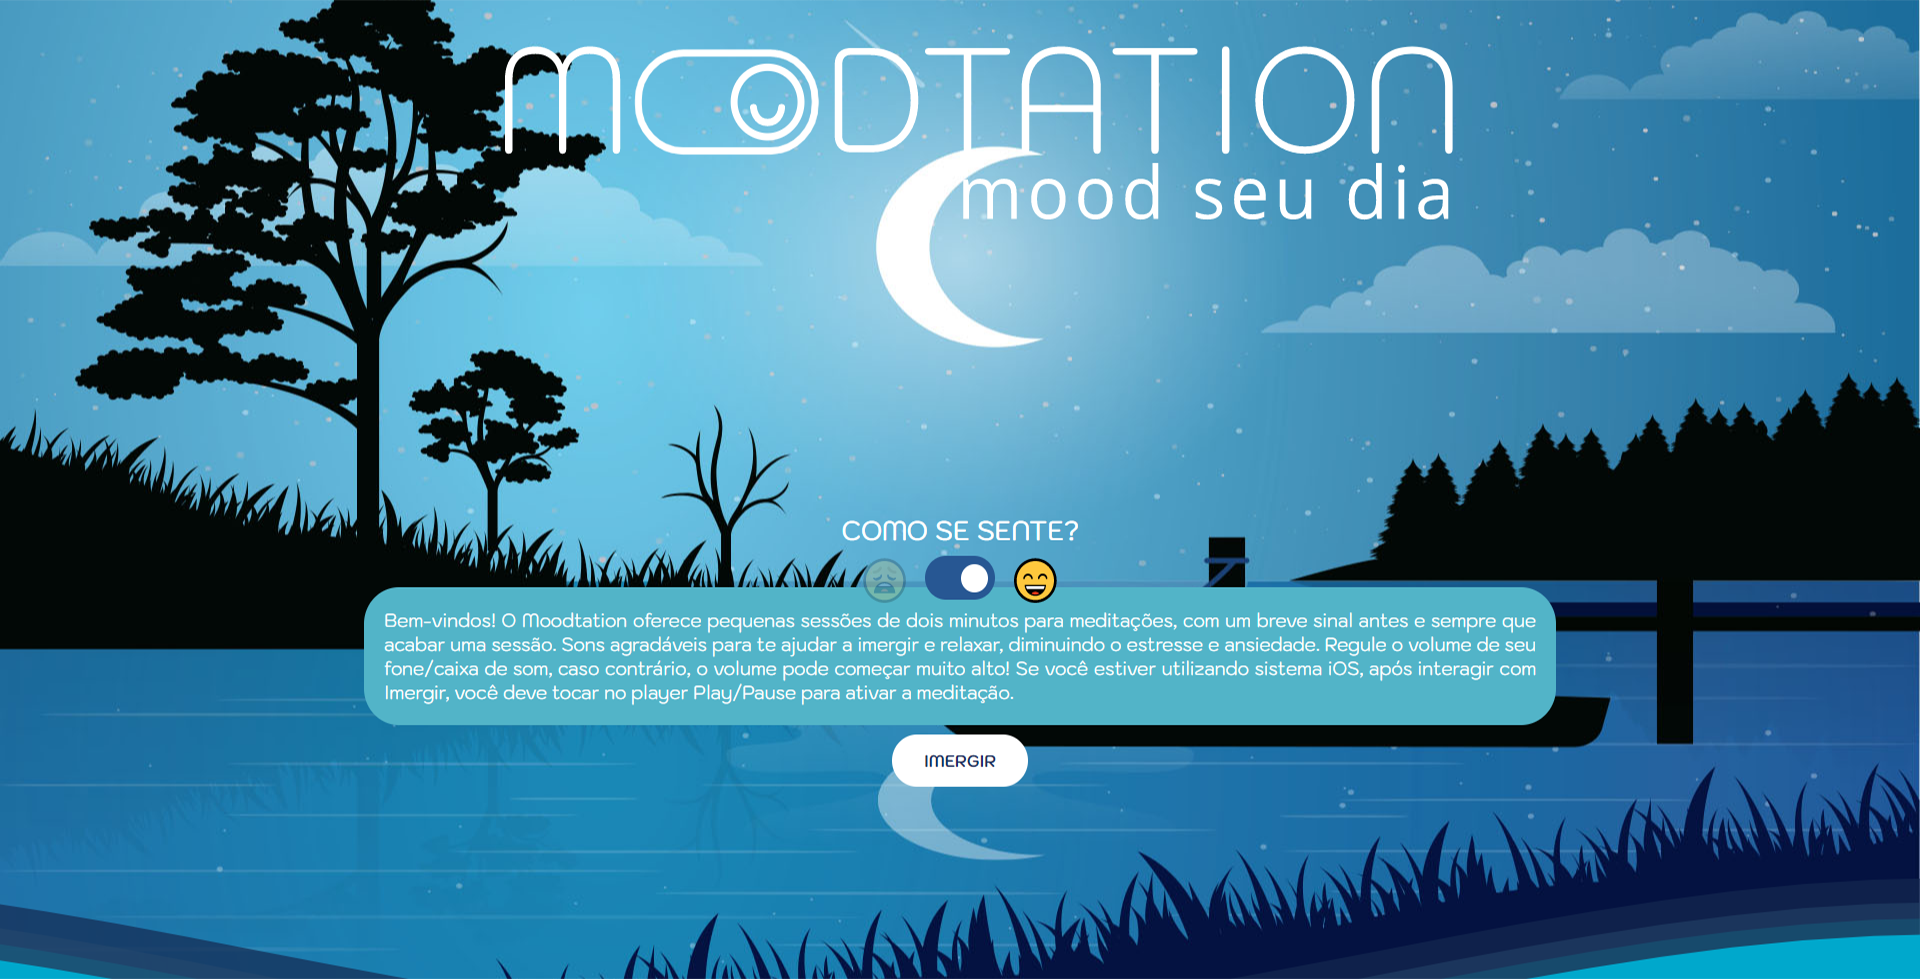 MOODTATION
mood seu dia
COMO SE SENTE?
Bem-vindos! O Moodtation oferece pequenas sessões de dois minutos para meditações, com um breve sinal antes e sempre que
acabar uma sessão. Sons agradáveis para te ajudar a imergir e relaxar, diminuindo o estresse e ansiedade. Regule o volume de seu
fone/caixa de som, caso contrário, o volume pode começar muito alto! Se você estiver utilizando sistema iOS, após interagir com
Imergir, você deve tocar no player Play/Pause para ativar a meditação.
IMERGIR